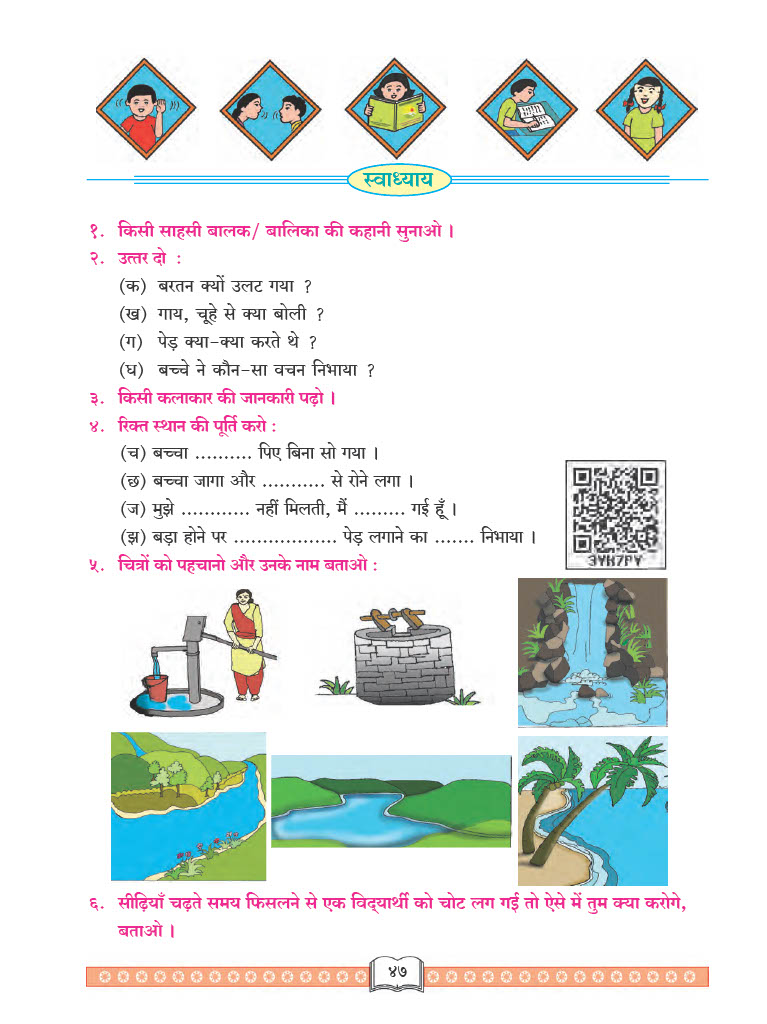 स्वाध्याय
१. किसी साहसी बालक/ बालिका की कहानी सुनाओ ।
२. उत्तर दो :
(क) बरतन क्यों उलट गया ?
(ख) गाय, चूहे से क्या बोली ?
(ग) पेड़ क्या-क्या करते थे ?
(घ) बच्चे ने कौन-सा वचन निभाया ?
३. किसी कलाकार की जानकारी पढ़ो ।
४. रिक्त स्थान की पूर्ति करो :
(च) बच्चा .......... पिए बिना सो गया ।
(छ) बच्चा जागा और ........... से रोने लगा ।
(ज) मुझे ............ नहीं मिलती, मैं ......... गई हूँ ।
(झ) बड़ा होने पर .................. पेड़ लगाने का ....... निभाया ।
3YH7PY
५. चित्रों को पहचानो और उनके नाम बताओ :
६. सीढ़ियाँ चढ़ते समय फिसलने से एक विद्यार्थी को चोट लग गई तो ऐसे में तुम क्या करोगे,
बताओ ।
४७